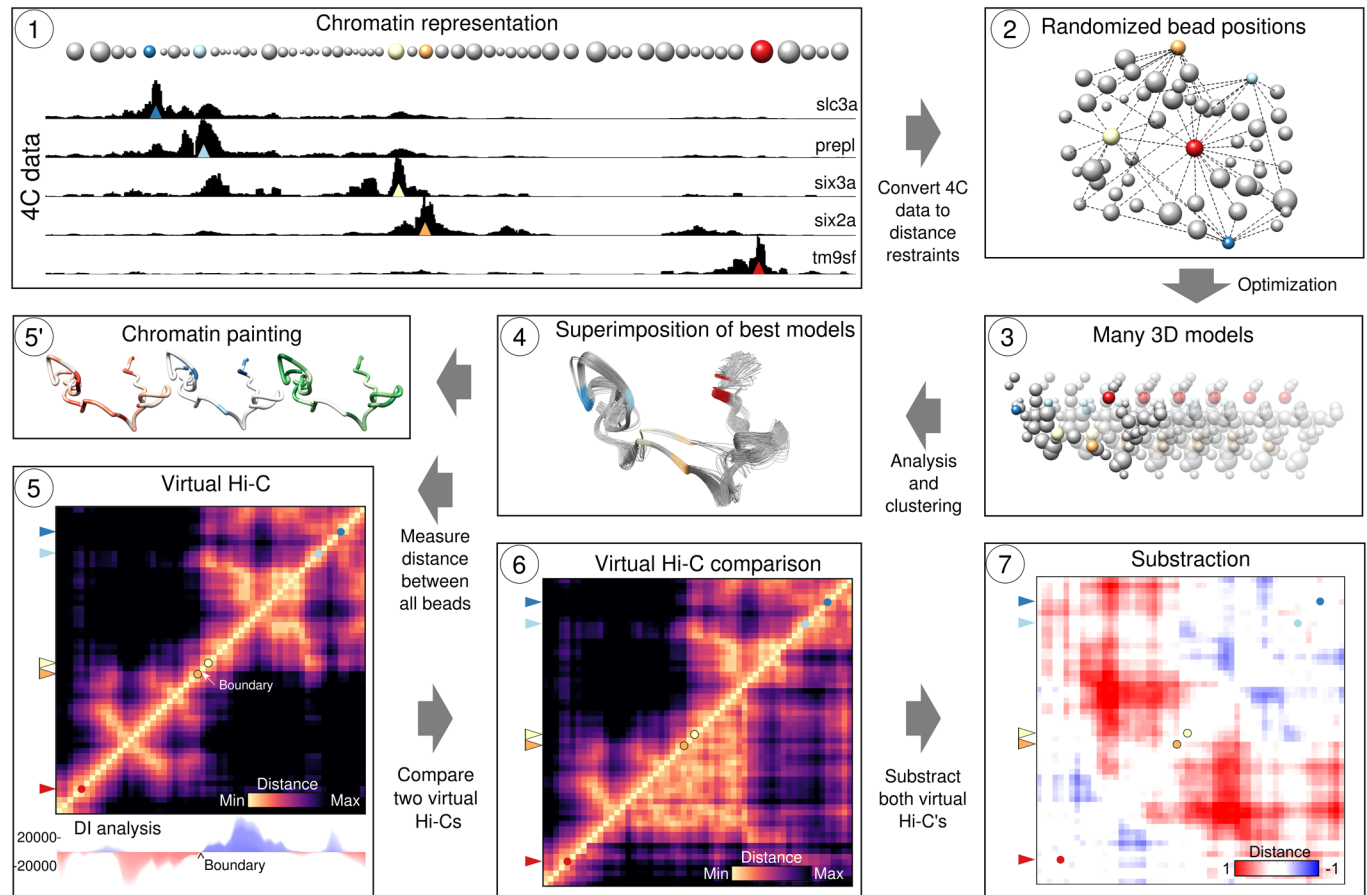 1
Chromatin representation
4C data
slc3a
prepl
six3a
six2a
tm9sf
Convert 4C
data to
distance
restraints
2
Randomized bead positions
Optimization
3
Many 3D models
Analysis
and
clustering
4
Superimposition of best models
5'
Chromatin painting
Measure
distance
between
all beads
5
Virtual Hi-C
Boundary
Distance
Min
Max
DI analysis
20000-
-20000
Boundary
Compare
two virtual
Hi-Cs
6
Virtual Hi-C comparison
Distance
Min
Max
Substract
both virtual
Hi-C's
7
Substraction
Distance
1
-1